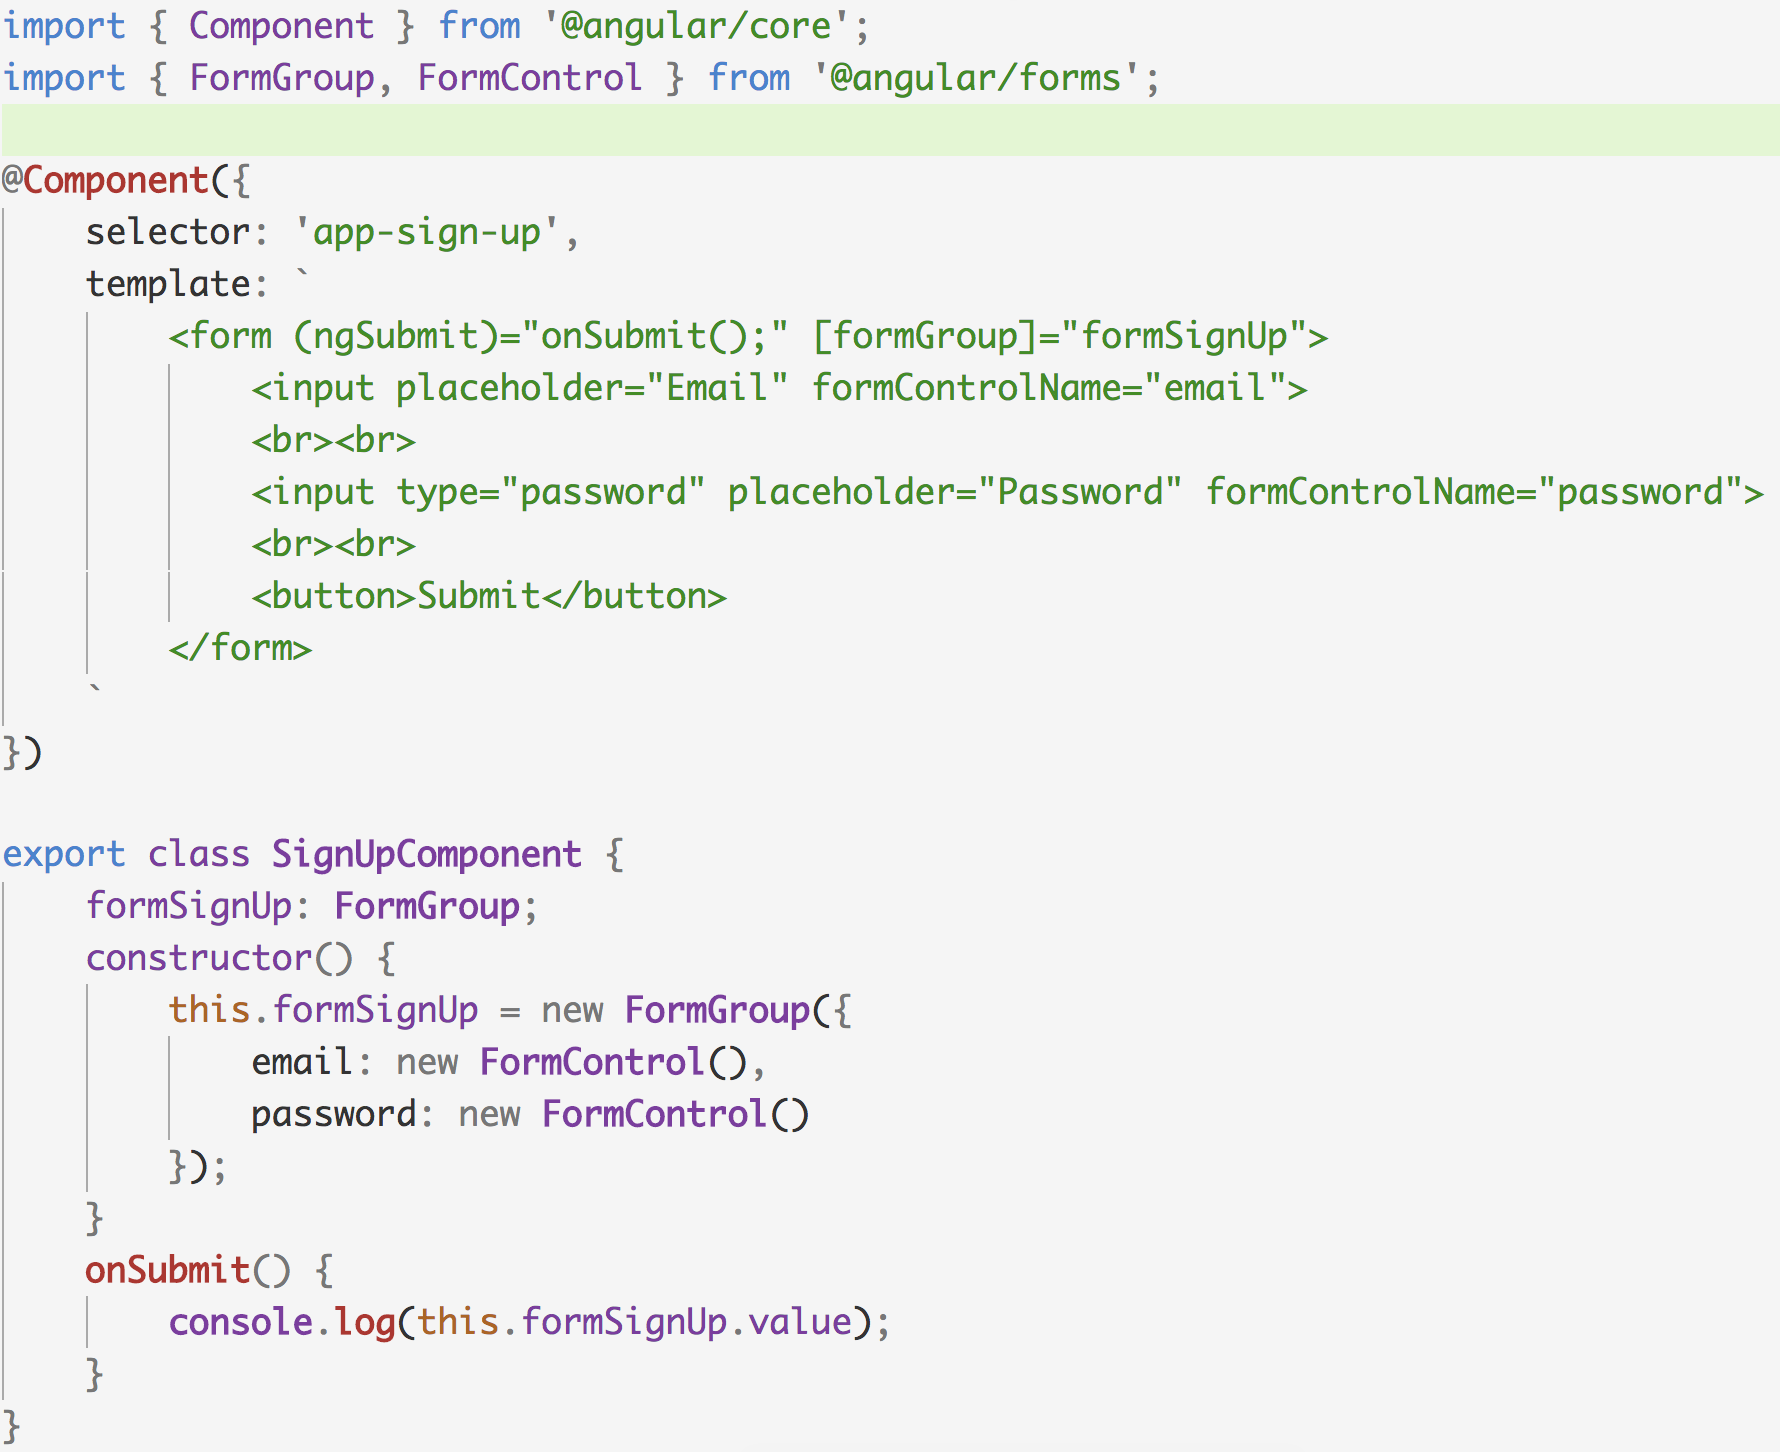 import { Component } from '@angular/core';
import { FormGroup, FormControl } from '@angular/forms';

@Component({
    selector: 'app-sign-up',
    template: `
        <form (ngSubmit)="onSubmit();" [formGroup]="formSignUp">
            <input placeholder="Email" formControlName="email">
            <br><br>
            <input type="password" placeholder="Password" formControlName="password">
            <br><br>
            <button>Submit</button>
        </form>
    `
})

export class SignUpComponent {
    formSignUp: FormGroup;
    constructor() {
        this.formSignUp = new FormGroup({
            email: new FormControl(),
            password: new FormControl()
        });
    }
    onSubmit() {
        console.log(this.formSignUp.value);
    }
}